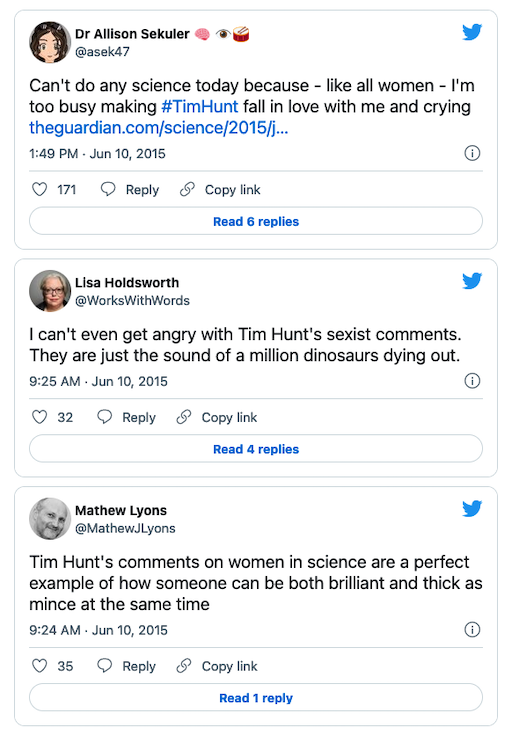 Dr Allison Sekuler 🧠 👁️🥁
@asek47
Can't do any science today because - like all women - I'm
too busy making #TimHunt fall in love with me and crying
theguardian.com/science/2015/j...
1:49 PM · Jun 10, 2015
171 Reply Copy link
Read 6 replies
Lisa Holdsworth
@WorksWithWords
I can't even get angry with Tim Hunt's sexist comments.
They are just the sound of a million dinosaurs dying out.
9:25 AM · Jun 10, 2015
32 Reply Copy link
Read 4 replies
Mathew Lyons
@MathewJLyons
Tim Hunt's comments on women in science are a perfect
example of how someone can be both brilliant and thick as
mince at the same time
9:24 AM · Jun 10, 2015
35 Reply Copy link
Read 1 reply